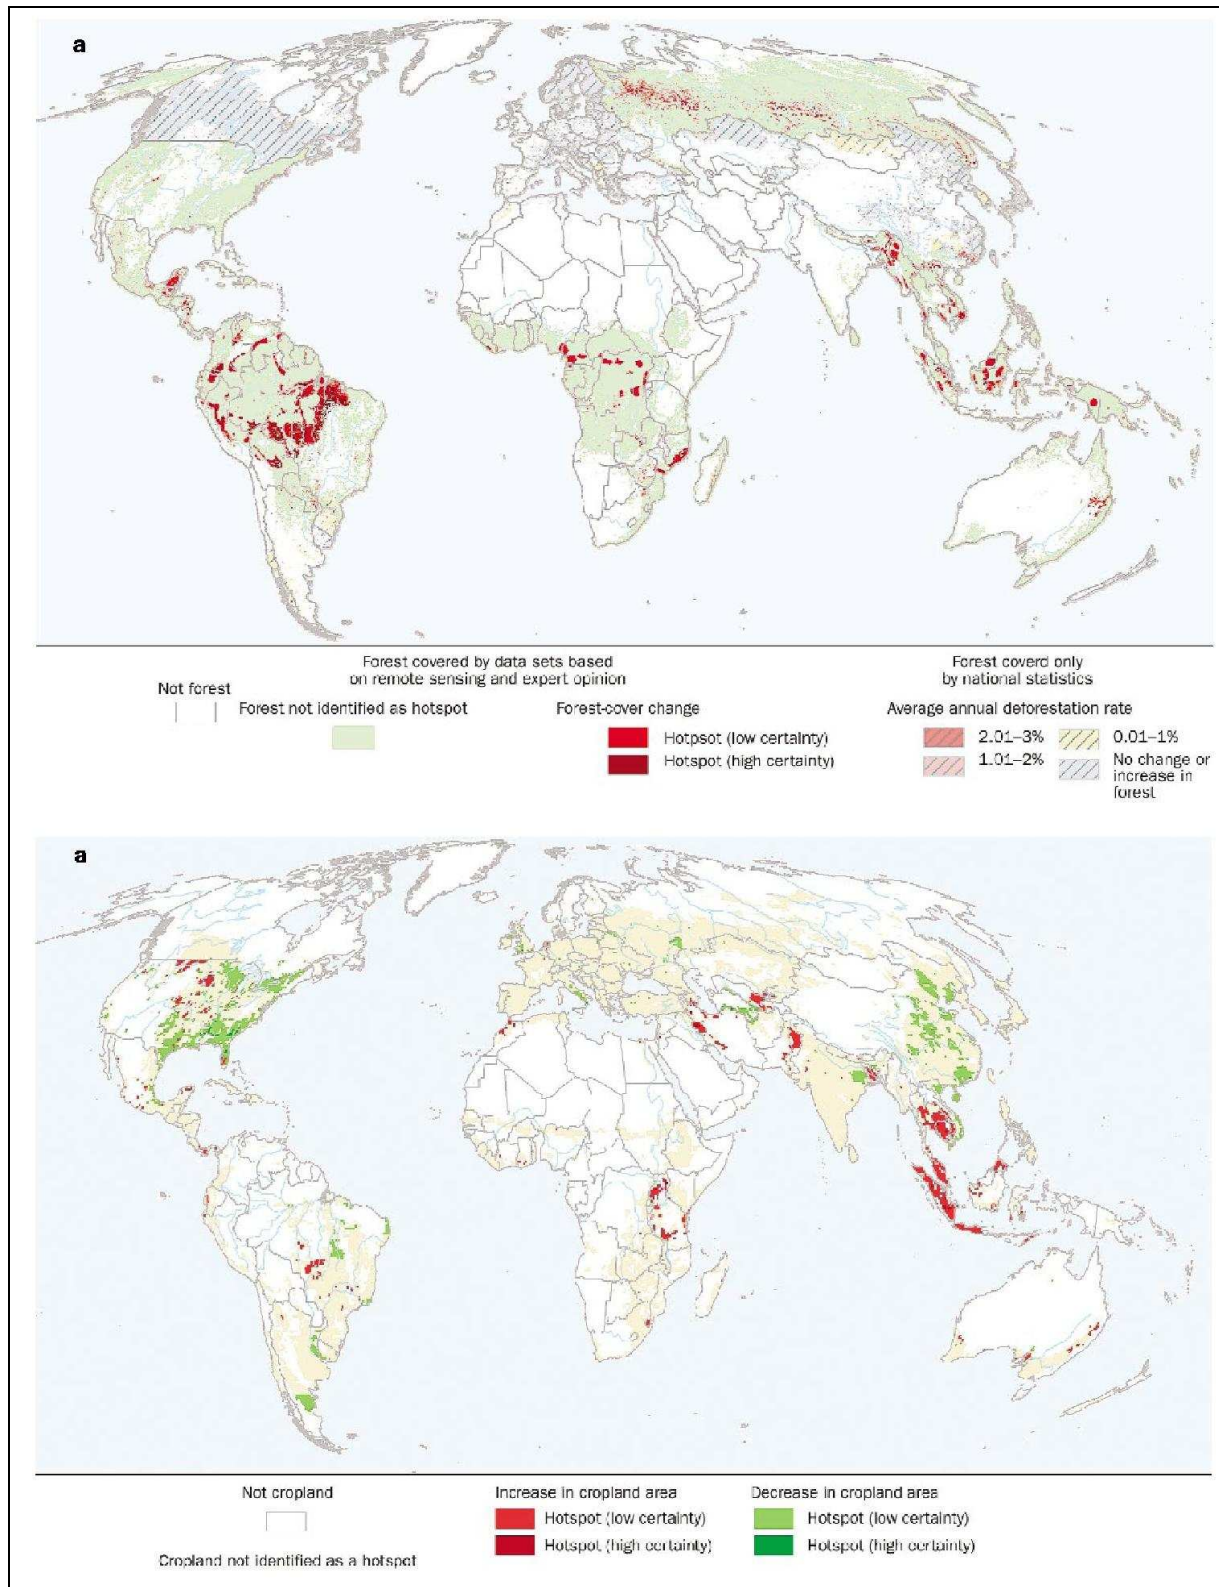 a
Forest covered by data sets based
on remote sensing and expert opinion
Forest coverd only
by national statistics
Not forest
Forest not identified as hotspot
Forest-cover change
Average annual deforestation rate
Hotpsot (low certainty)
Hotspot (high certainty)
2.01–3%
0.01–1%
1.01–2%
No change or
increase in
forest
a
Not cropland
Increase in cropland area
Decrease in cropland area
Hotspot (low certainty)
Hotspot (low certainty)
Hotspot (high certainty)
Hotspot (high certainty)
Cropland not identified as a hotspot